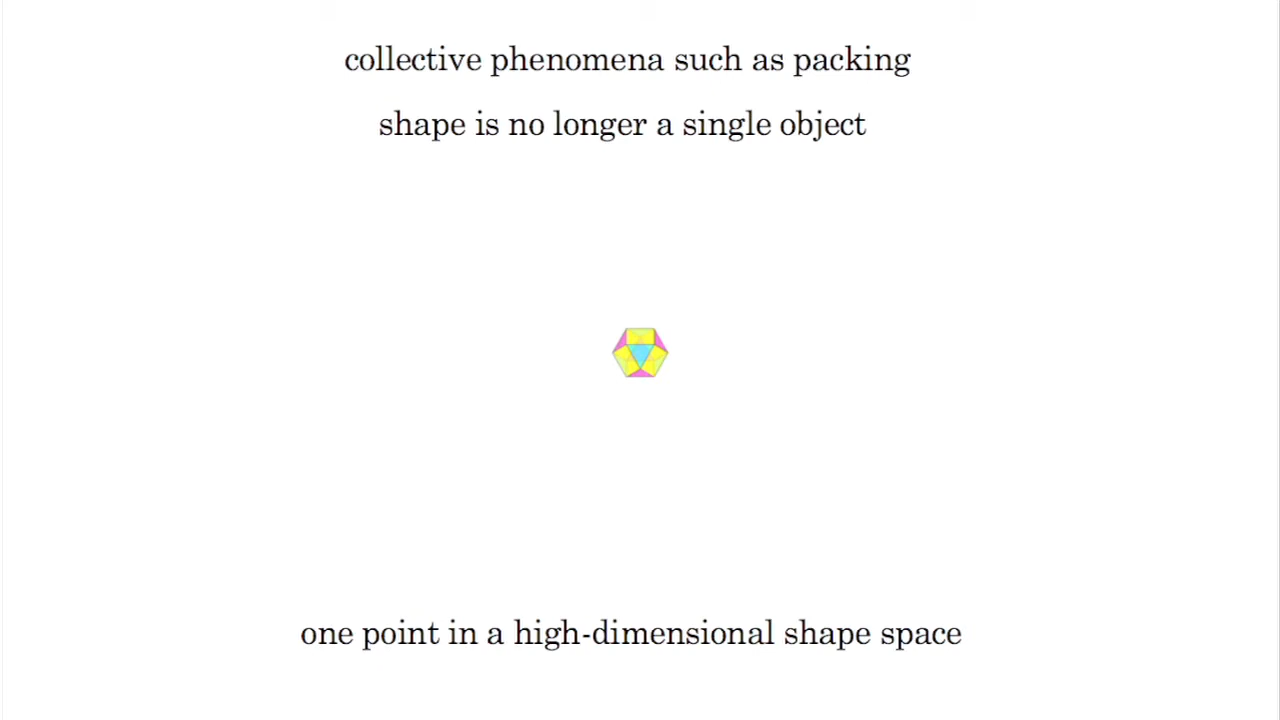 collective phenomena such as packing
shape is no longer a single object
one point in a high-dimensional shape space